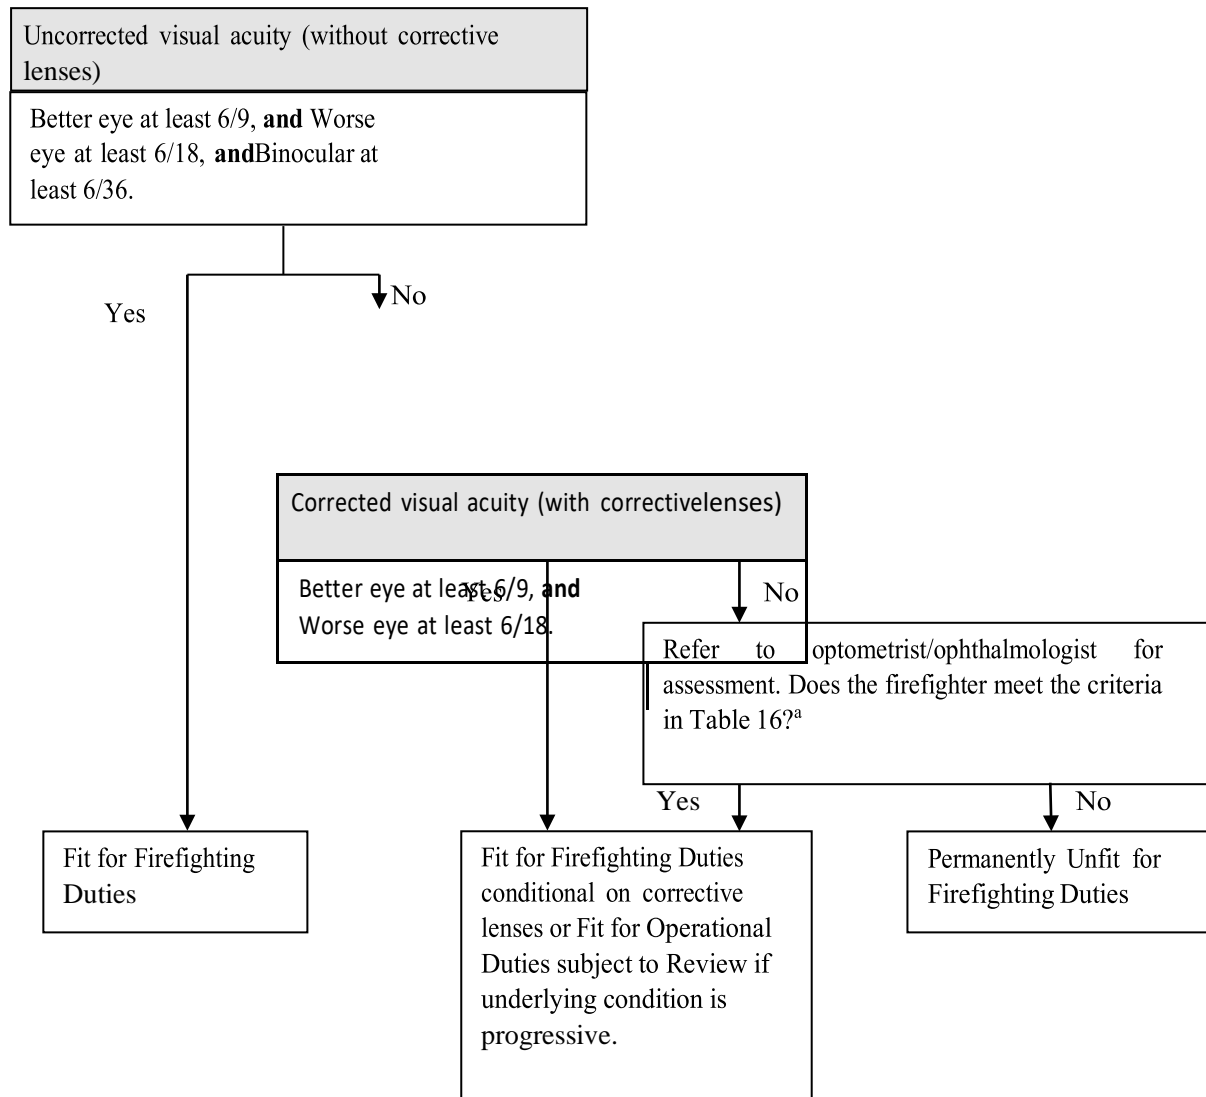 Uncorrected visual acuity (without corrective
lenses)
Better eye at least 6/9, and Worse
eye at least 6/18, andBinocular at
least 6/36.
Yes
No
Corrected visual acuity (with correctivelenses)
Better eye at least 6/9, and
Worse eye at least 6/18.
Yes
No
Refer to optometrist/ophthalmologist for
assessment. Does the firefighter meet the criteria
in Table 16?a
Yes
No
Fit for Firefighting
Duties
Fit for Firefighting Duties
conditional on corrective
lenses or Fit for Operational
Duties subject to Review if
underlying condition is
progressive.
Permanently Unfit for
Firefighting Duties